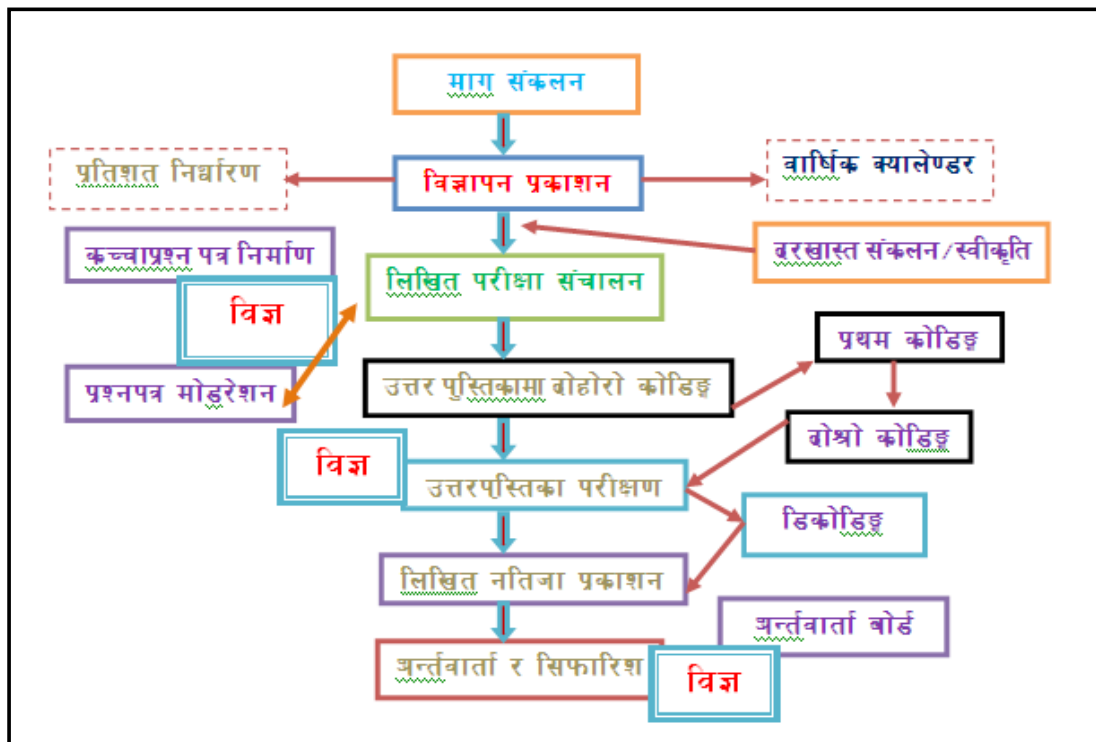 माग संकलन
प्रतिशत निर्धारण
विज्ञापन प्रकाशन
वार्षिक क्यालेण्डर
कच्चाप्रश्न पत्र निर्माण
दरखास्त संकलन/स्वीकृति
विज्ञ
लिखित परीक्षा संचालन
प्रथम कोडिङ्ग
प्रश्नपत्र मोडरेशन
उत्तर पुस्तिकामा दोहोरो कोडिङ्ग
दोश्रो कोडिङ्ग
विज्ञ
उत्तरपुस्तिका परीक्षण
डिकोडिङ्ग
लिखित नतिजा प्रकाशन
अर्न्तवार्ता बोर्ड
अर्न्तवार्ता र सिफारिश
विज्ञ